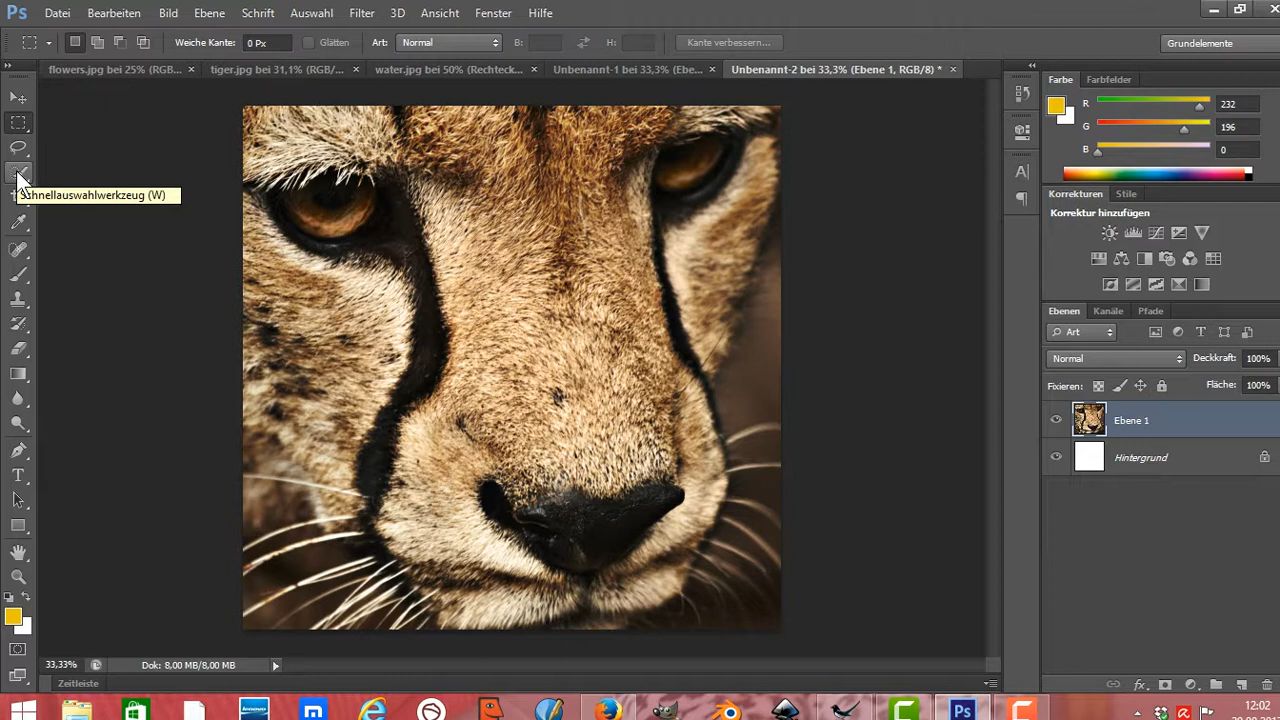 Ps Datei Bearbeiten Bild Ebene Schrift Auswahl Filter 3D Ansicht Fenster Hilfe
Weiche Kante: 0 Px Glätten Art: Normal B: H: Kante verbessern... Grundelemente
flowers.jpg bei 25% (RGB... × tiger.jpg bei 31,1% (RGB/... × water.jpg bei 50% (Rechteck... × Unbenannt-1 bei 33,3% (Ebe... × Unbenannt-2 bei 33,3% (Ebene 1, RGB/8) * ×
Farbe Farbfelder
R 232
G 196
B 0
Schnellauswahlwerkzeug (W)
Korrekturen Stile
Korrektur hinzufügen
Ebenen Kanäle Pfade
Art
Normal Deckkraft: 100%
Fixieren: Fläche: 100%
Ebene 1
Hintergrund
33,33% Dok: 8,00 MB/8,00 MB
Zeitleiste
lenovo
Ps
12:02